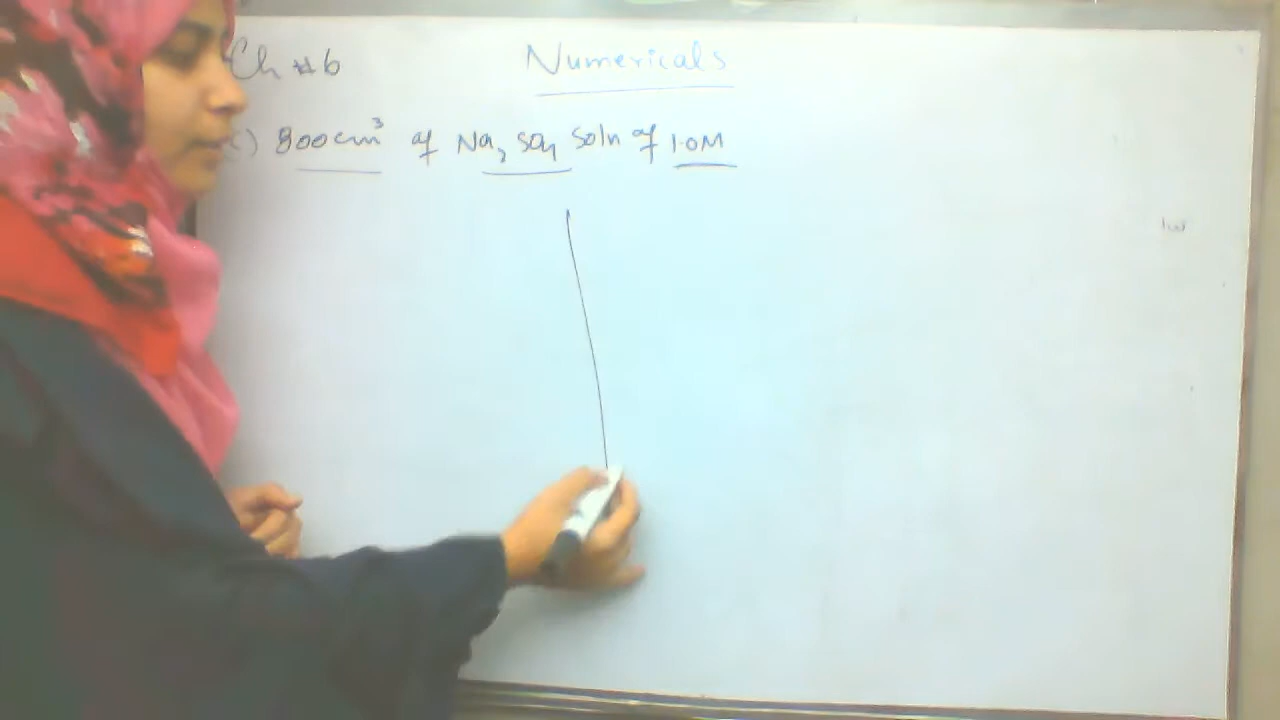 Ch #6
Numericals
c) 800cm³ of Na₂SO₄ soln of 1.0M